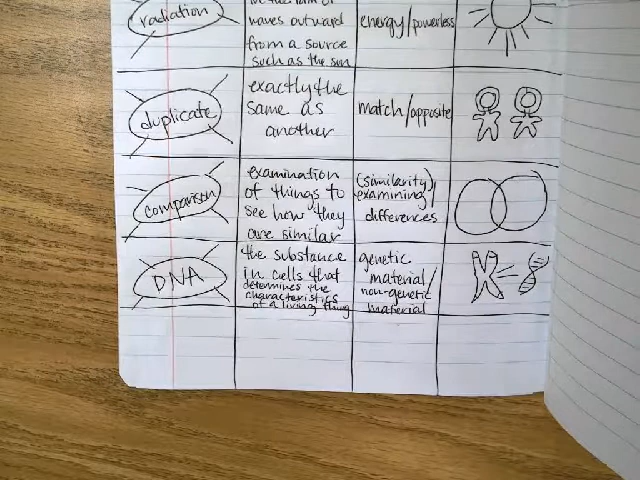 radiation
waves outward
from a source
such as the sun
energy/powerless
duplicate
exactly the
same as
another
match/opposite
comparison
examination
of things to
see how they
are similar
(similarity)
examining/
differences
DNA
the substance
in cells that
determines the
characteristics
of a living thing
genetic
material/
non-genetic
material